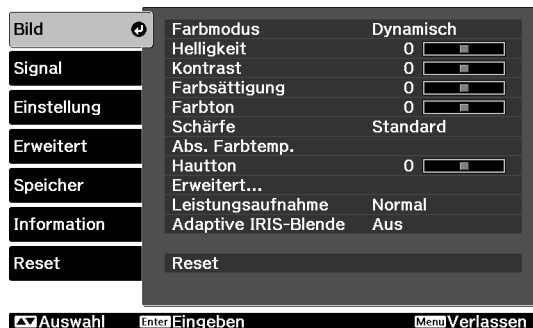 Bild
Signal
Einstellung
Erweitert
Speicher
Information
Reset
Farbmodus Dynamisch
Helligkeit 0
Kontrast 0
Farbsättigung 0
Farbton 0
Schärfe Standard
Abs. Farbtemp.
Hautton 0
Erweitert...
Leistungsaufnahme Normal
Adaptive IRIS-Blende Aus
Reset
Auswahl Enter Eingeben Menu Verlassen